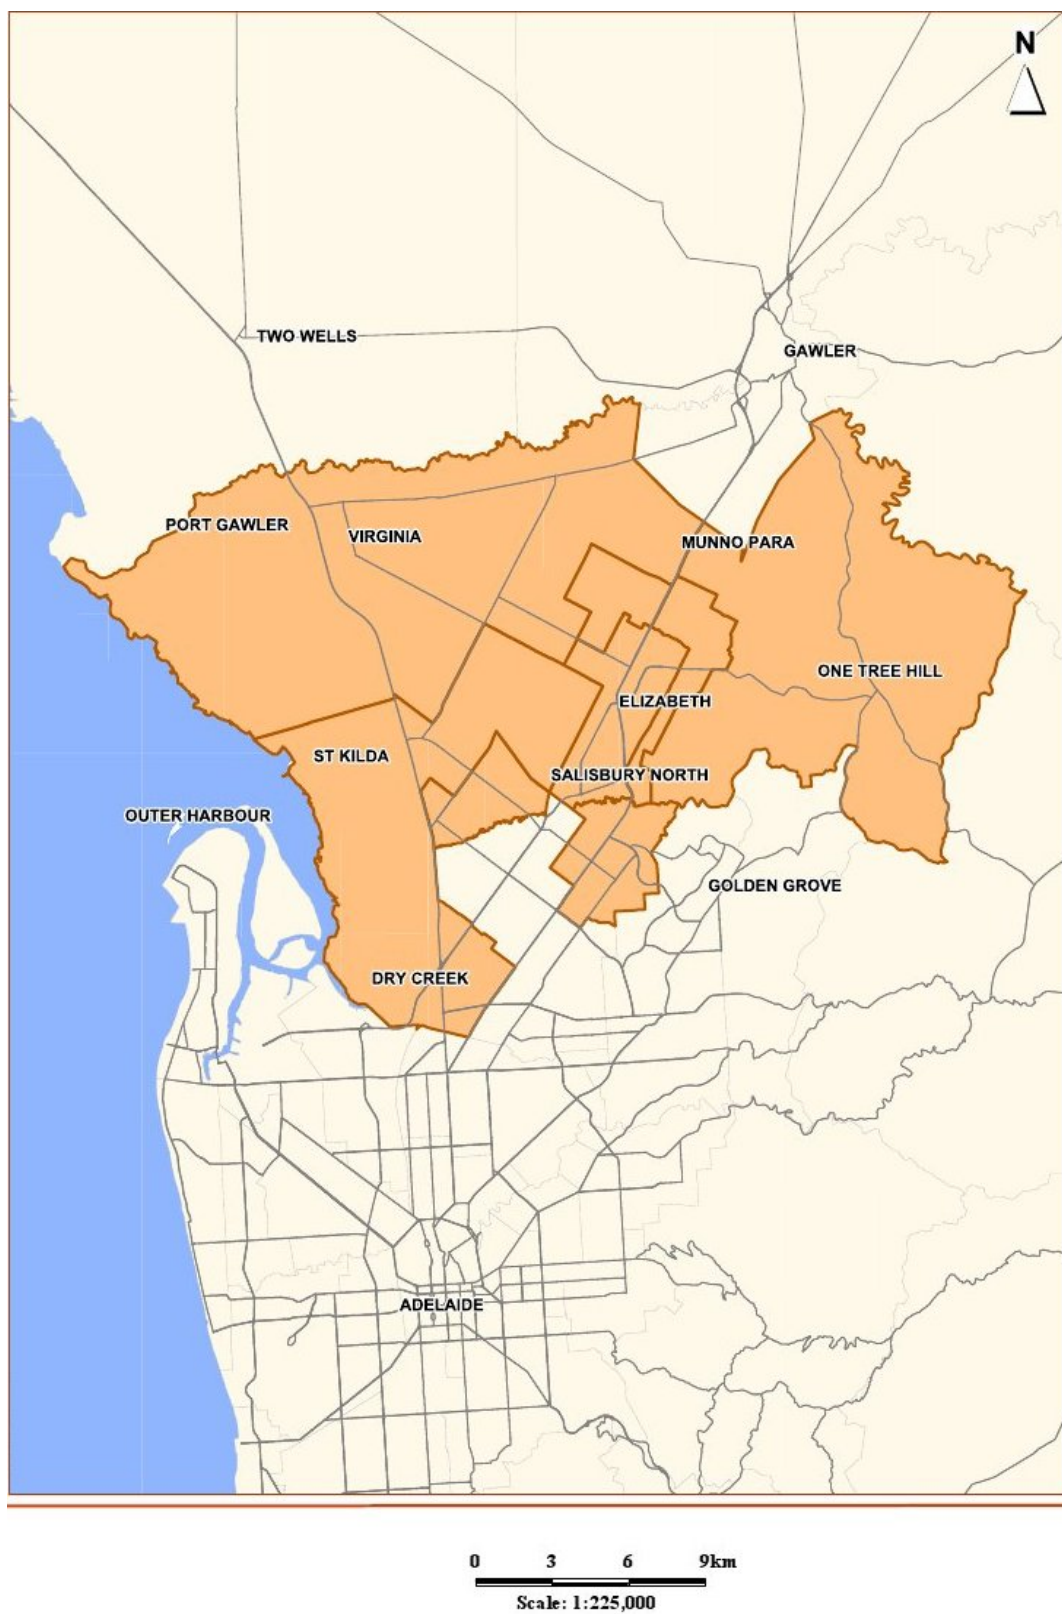 N
TWO WELLS
GAWLER
PORT GAWLER
VIRGINIA
MUNNO PARA
ONE TREE HILL
ELIZABETH
ST KILDA
SALISBURY NORTH
OUTER HARBOUR
GOLDEN GROVE
DRY CREEK
ADELAIDE
0 3 6 9km
Scale: 1:225,000